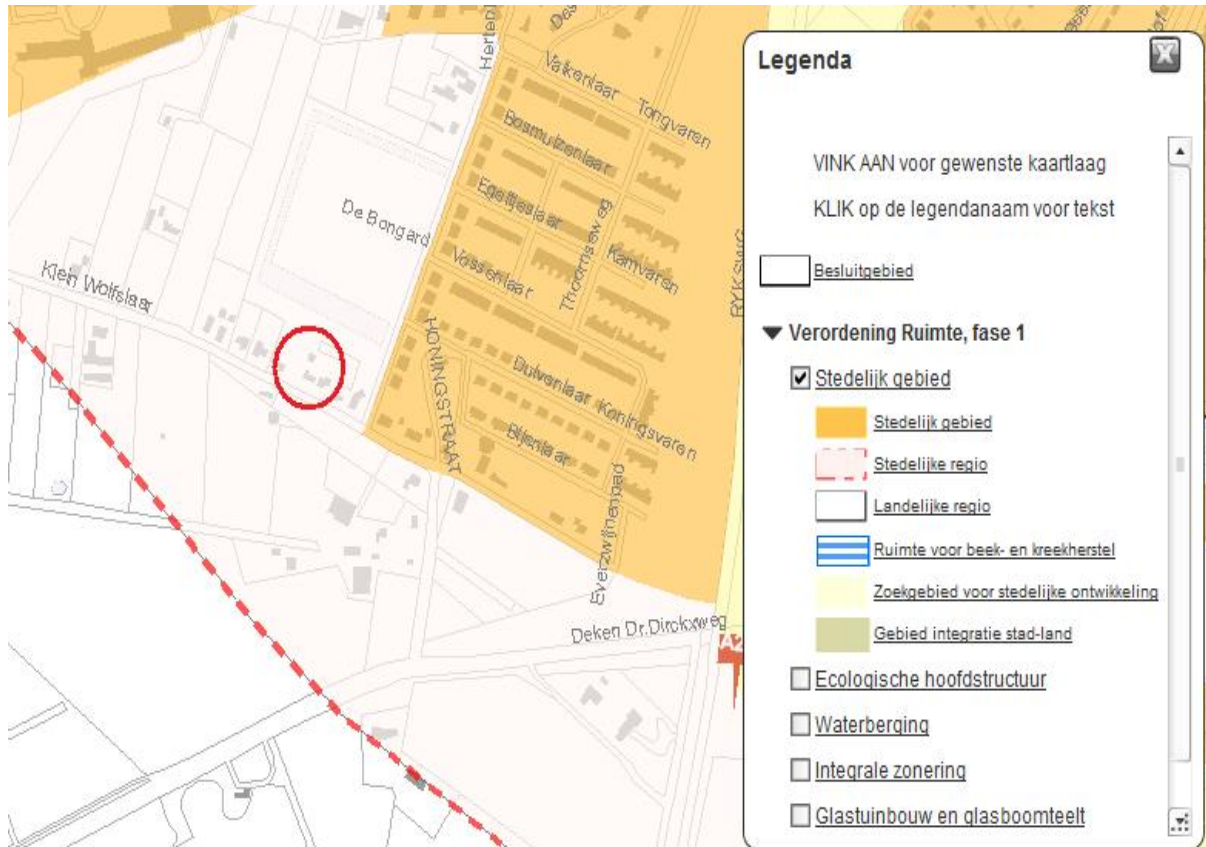 Valkenlaar
Tongvaren
Bosmuizenlaar
Egeltjeslaar
De Bongard
Thoornseweg
Kamvaren
Vossenlaar
RYKSWG
Klein Wolfslaar
HONINGSTRAAT
Duivenlaar
Koningsvaren
Bijenlaar
Everzwijnenpad
Deken Dr.Dirckxweg
Legenda
X
VINK AAN voor gewenste kaartlaag
KLIK op de legendanaam voor tekst
Besluitgebied
Verordening Ruimte, fase 1
Stedelijk gebied
Stedelijk gebied
Stedelijke regio
Landelijke regio
Ruimte voor beek- en kreekherstel
Zoekgebied voor stedelijke ontwikkeling
Gebied integratie stad-land
Ecologische hoofdstructuur
Waterberging
Integrale zonering
Glastuinbouw en glasboomteelt